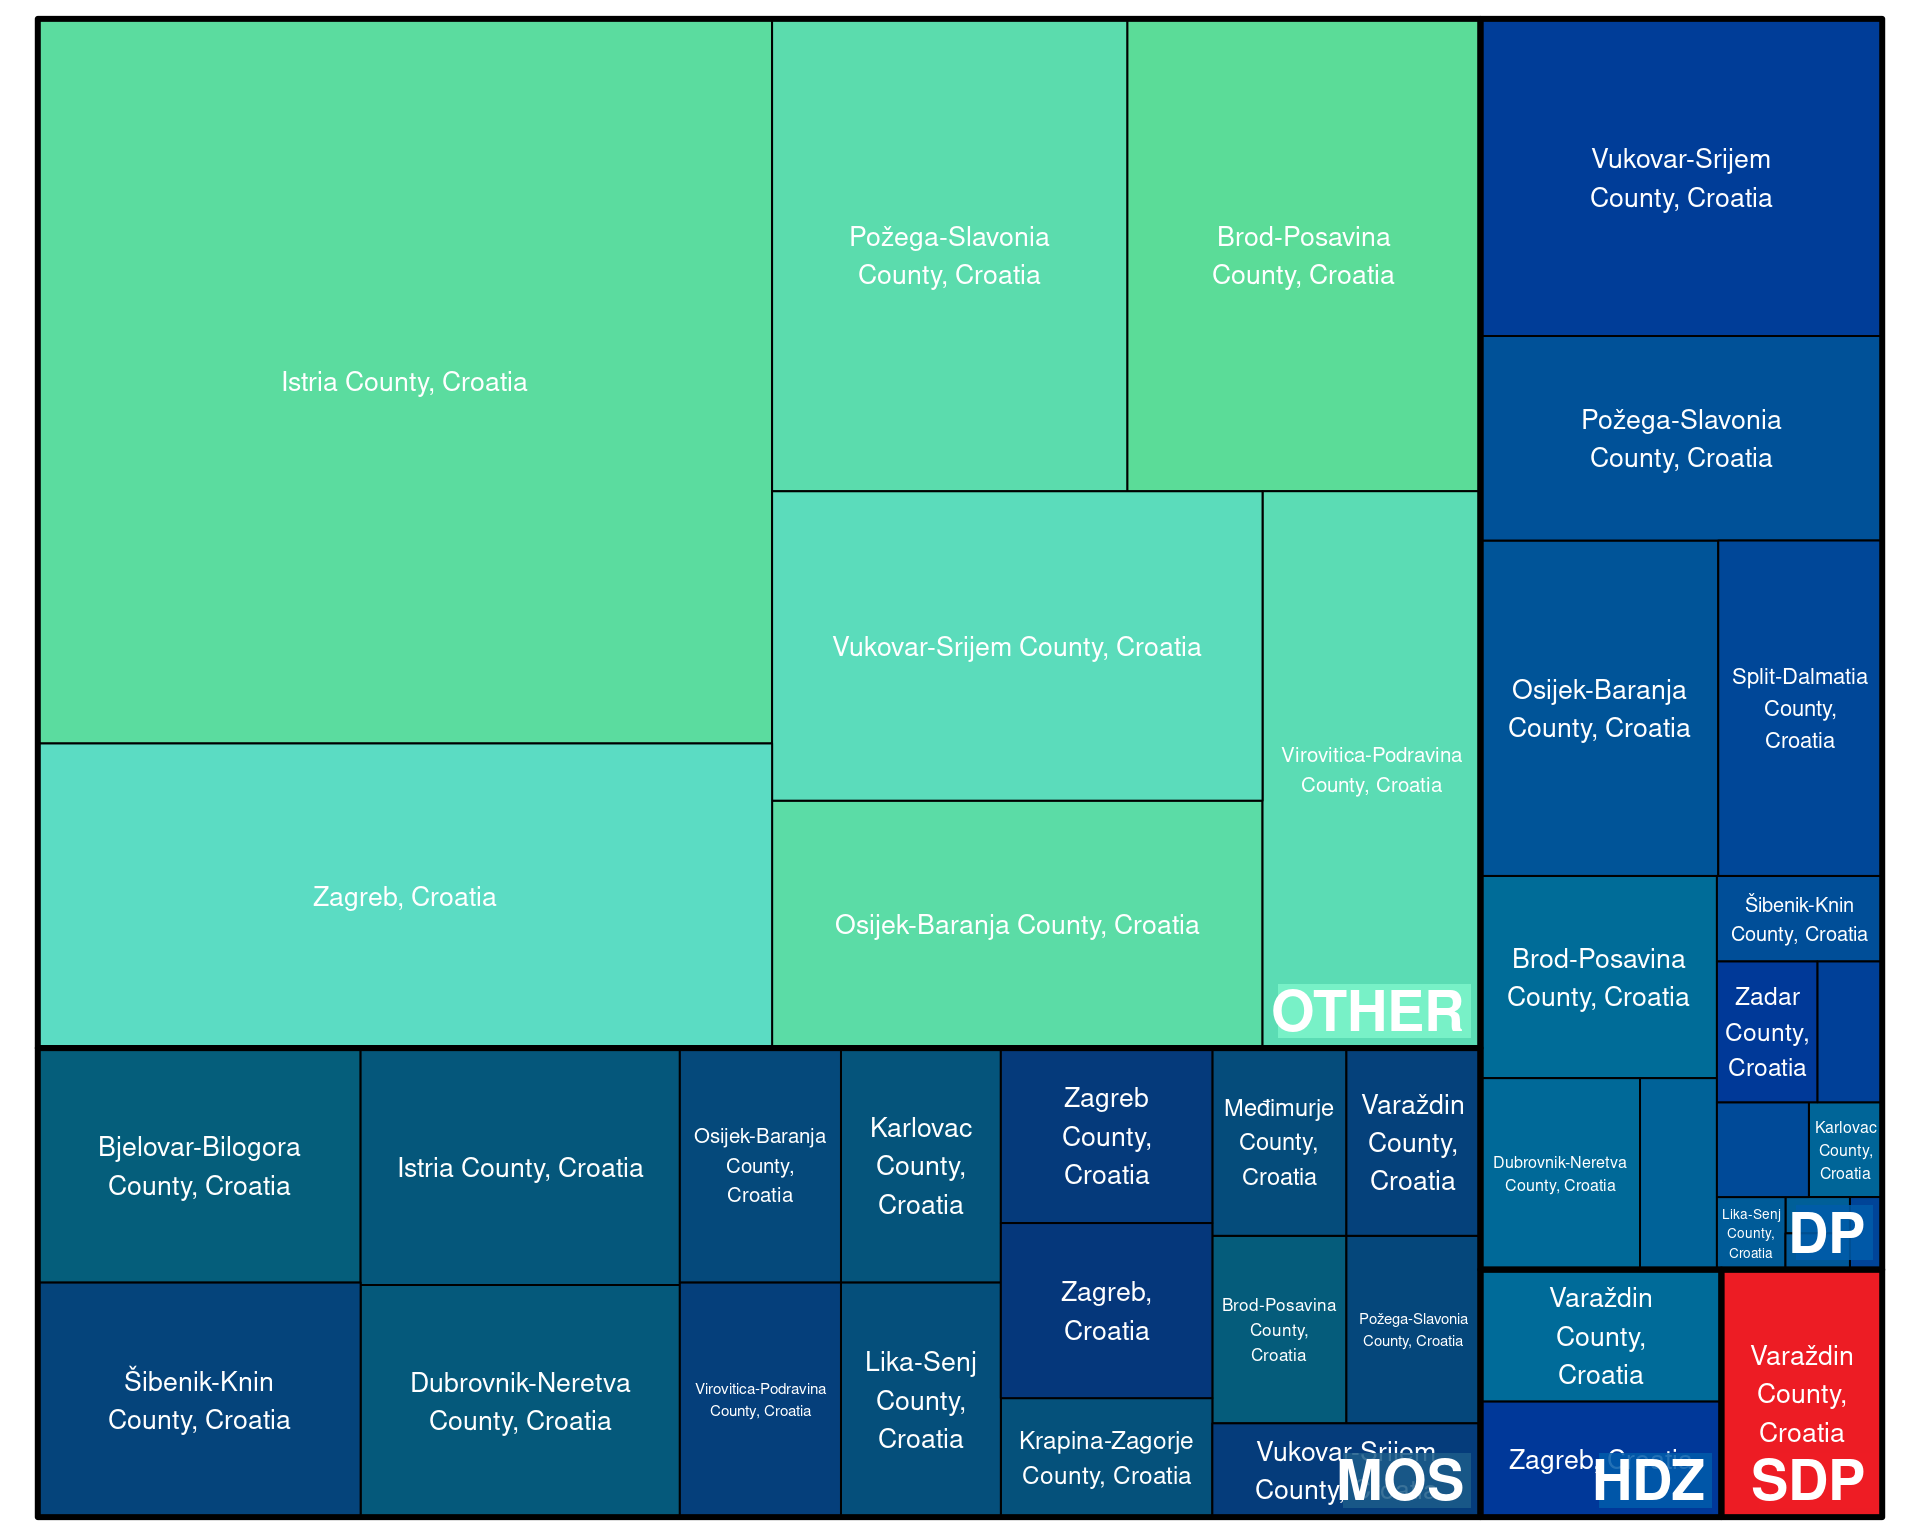 Istria County, Croatia
Požega-Slavonia
County, Croatia
Brod-Posavina
County, Croatia
Vukovar-Srijem County, Croatia
Virovitica-Podravina
County, Croatia
Zagreb, Croatia
Osijek-Baranja County, Croatia
OTHER
Vukovar-Srijem
County, Croatia
Požega-Slavonia
County, Croatia
Osijek-Baranja
County, Croatia
Split-Dalmatia
County,
Croatia
Brod-Posavina
County, Croatia
Šibenik-Knin
County, Croatia
Zadar
County,
Croatia
Dubrovnik-Neretva
County, Croatia
Karlovac
County,
Croatia
Lika-Senj
County,
Croatia
DP
Bjelovar-Bilogora
County, Croatia
Istria County, Croatia
Osijek-Baranja
County,
Croatia
Karlovac
County,
Croatia
Zagreb
County,
Croatia
Međimurje
County,
Croatia
Varaždin
County,
Croatia
Šibenik-Knin
County, Croatia
Dubrovnik-Neretva
County, Croatia
Virovitica-Podravina
County, Croatia
Lika-Senj
County,
Croatia
Zagreb,
Croatia
Krapina-Zagorje
County, Croatia
Brod-Posavina
County,
Croatia
Požega-Slavonia
County, Croatia
Vukovar-Srijem
County, Croatia
MOS
Varaždin
County,
Croatia
Zagreb, Croatia
HDZ
Varaždin
County,
Croatia
SDP